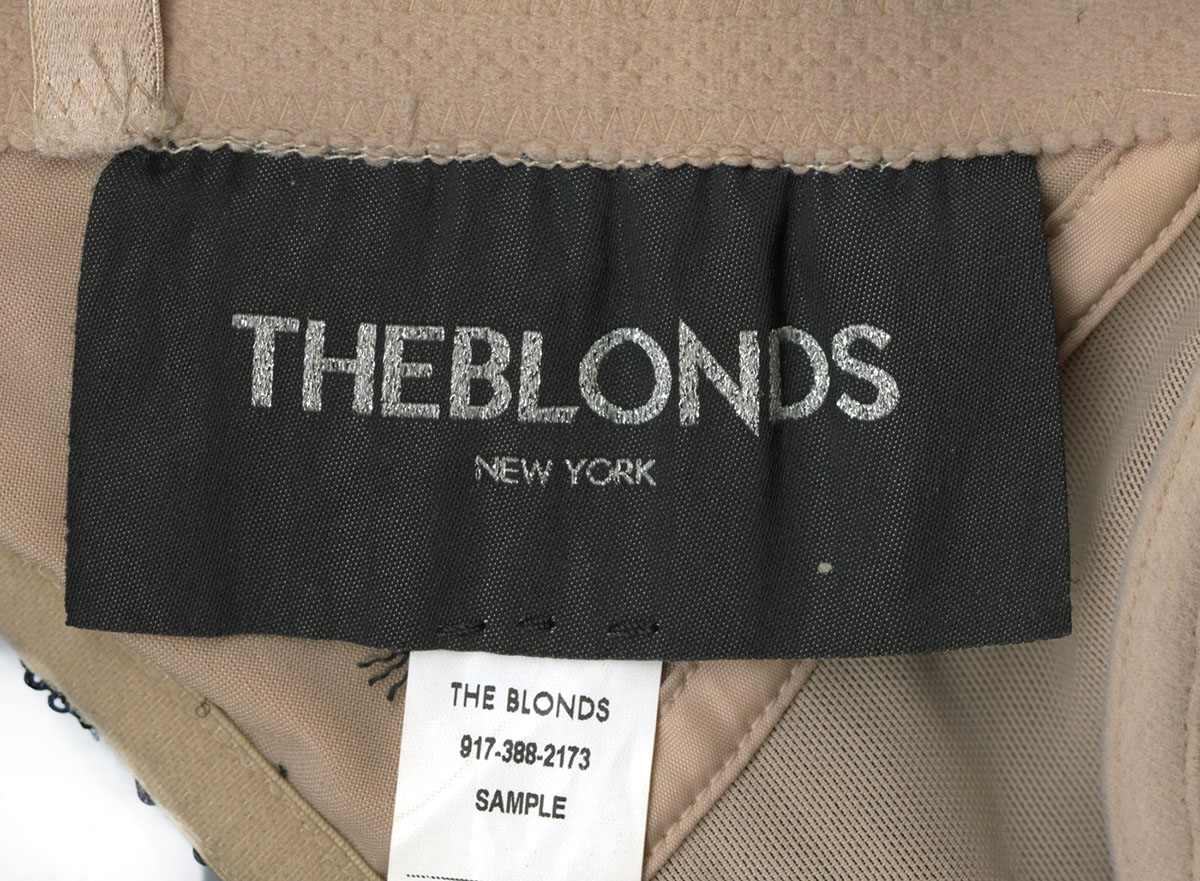 THEBLONDS
NEW YORK
THE BLONDS
917-388-2173
SAMPLE